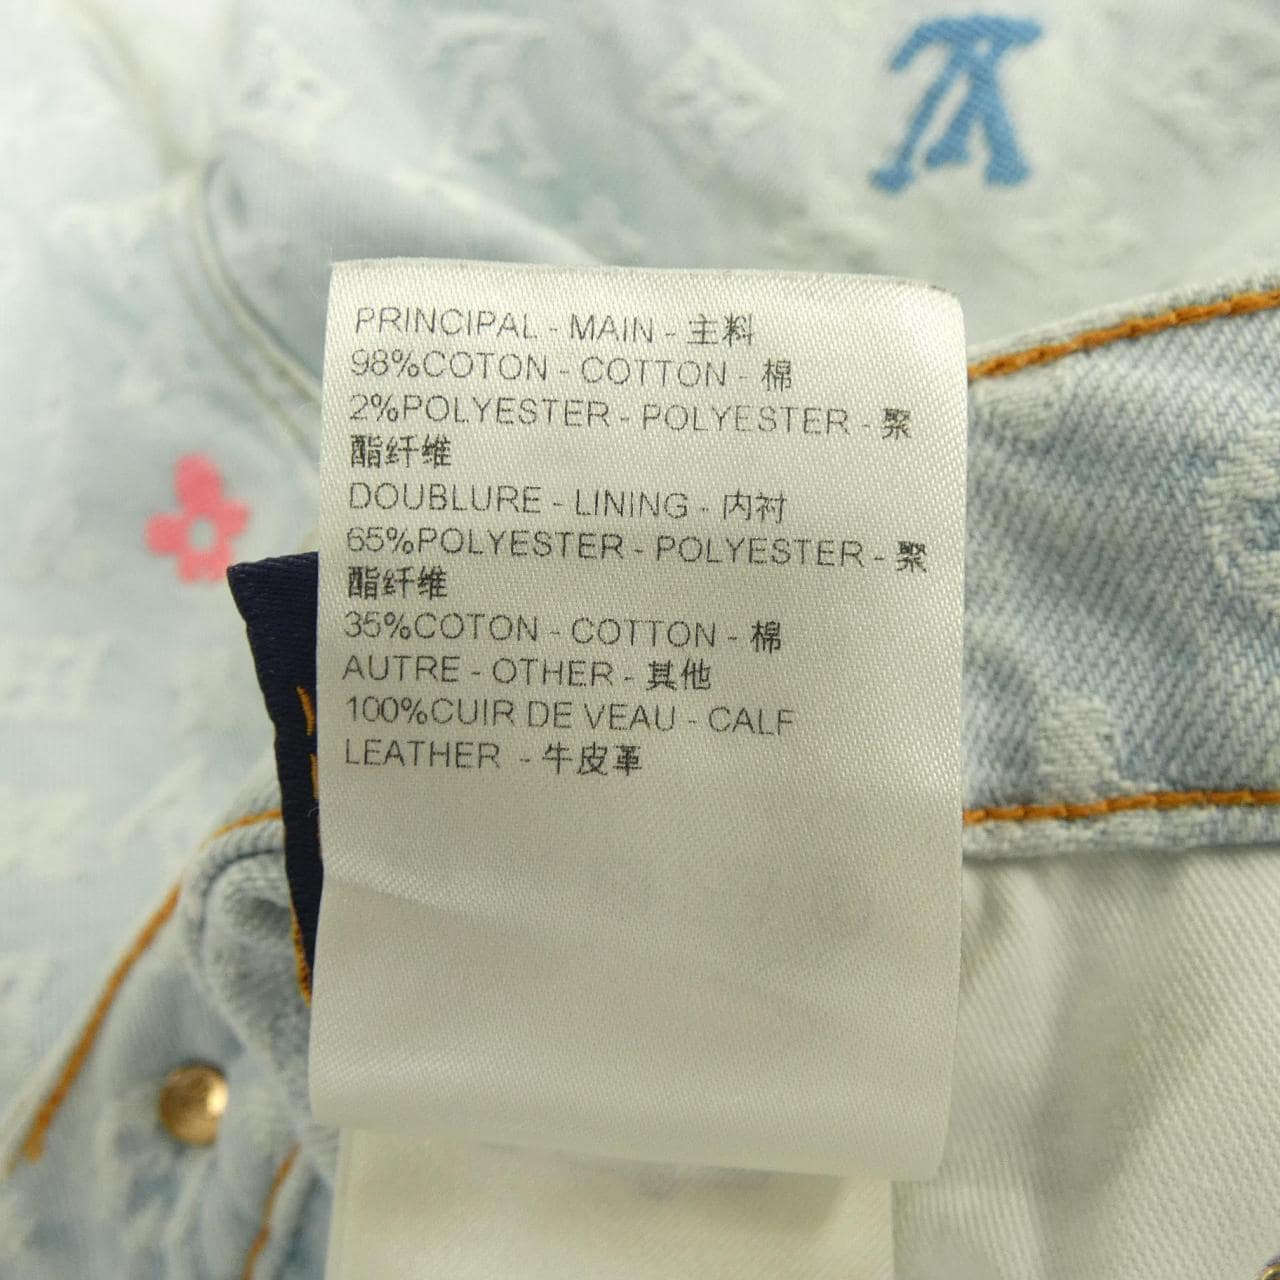 PRINCIPAL - MAIN - 主料
98%COTON - COTTON - 棉
2%POLYESTER - POLYESTER - 聚
酯纤维
DOUBLURE - LINING - 内衬
65%POLYESTER - POLYESTER - 聚
酯纤维
35%COTON - COTTON - 棉
AUTRE - OTHER - 其他
100%CUIR DE VEAU - CALF
LEATHER - 牛皮革